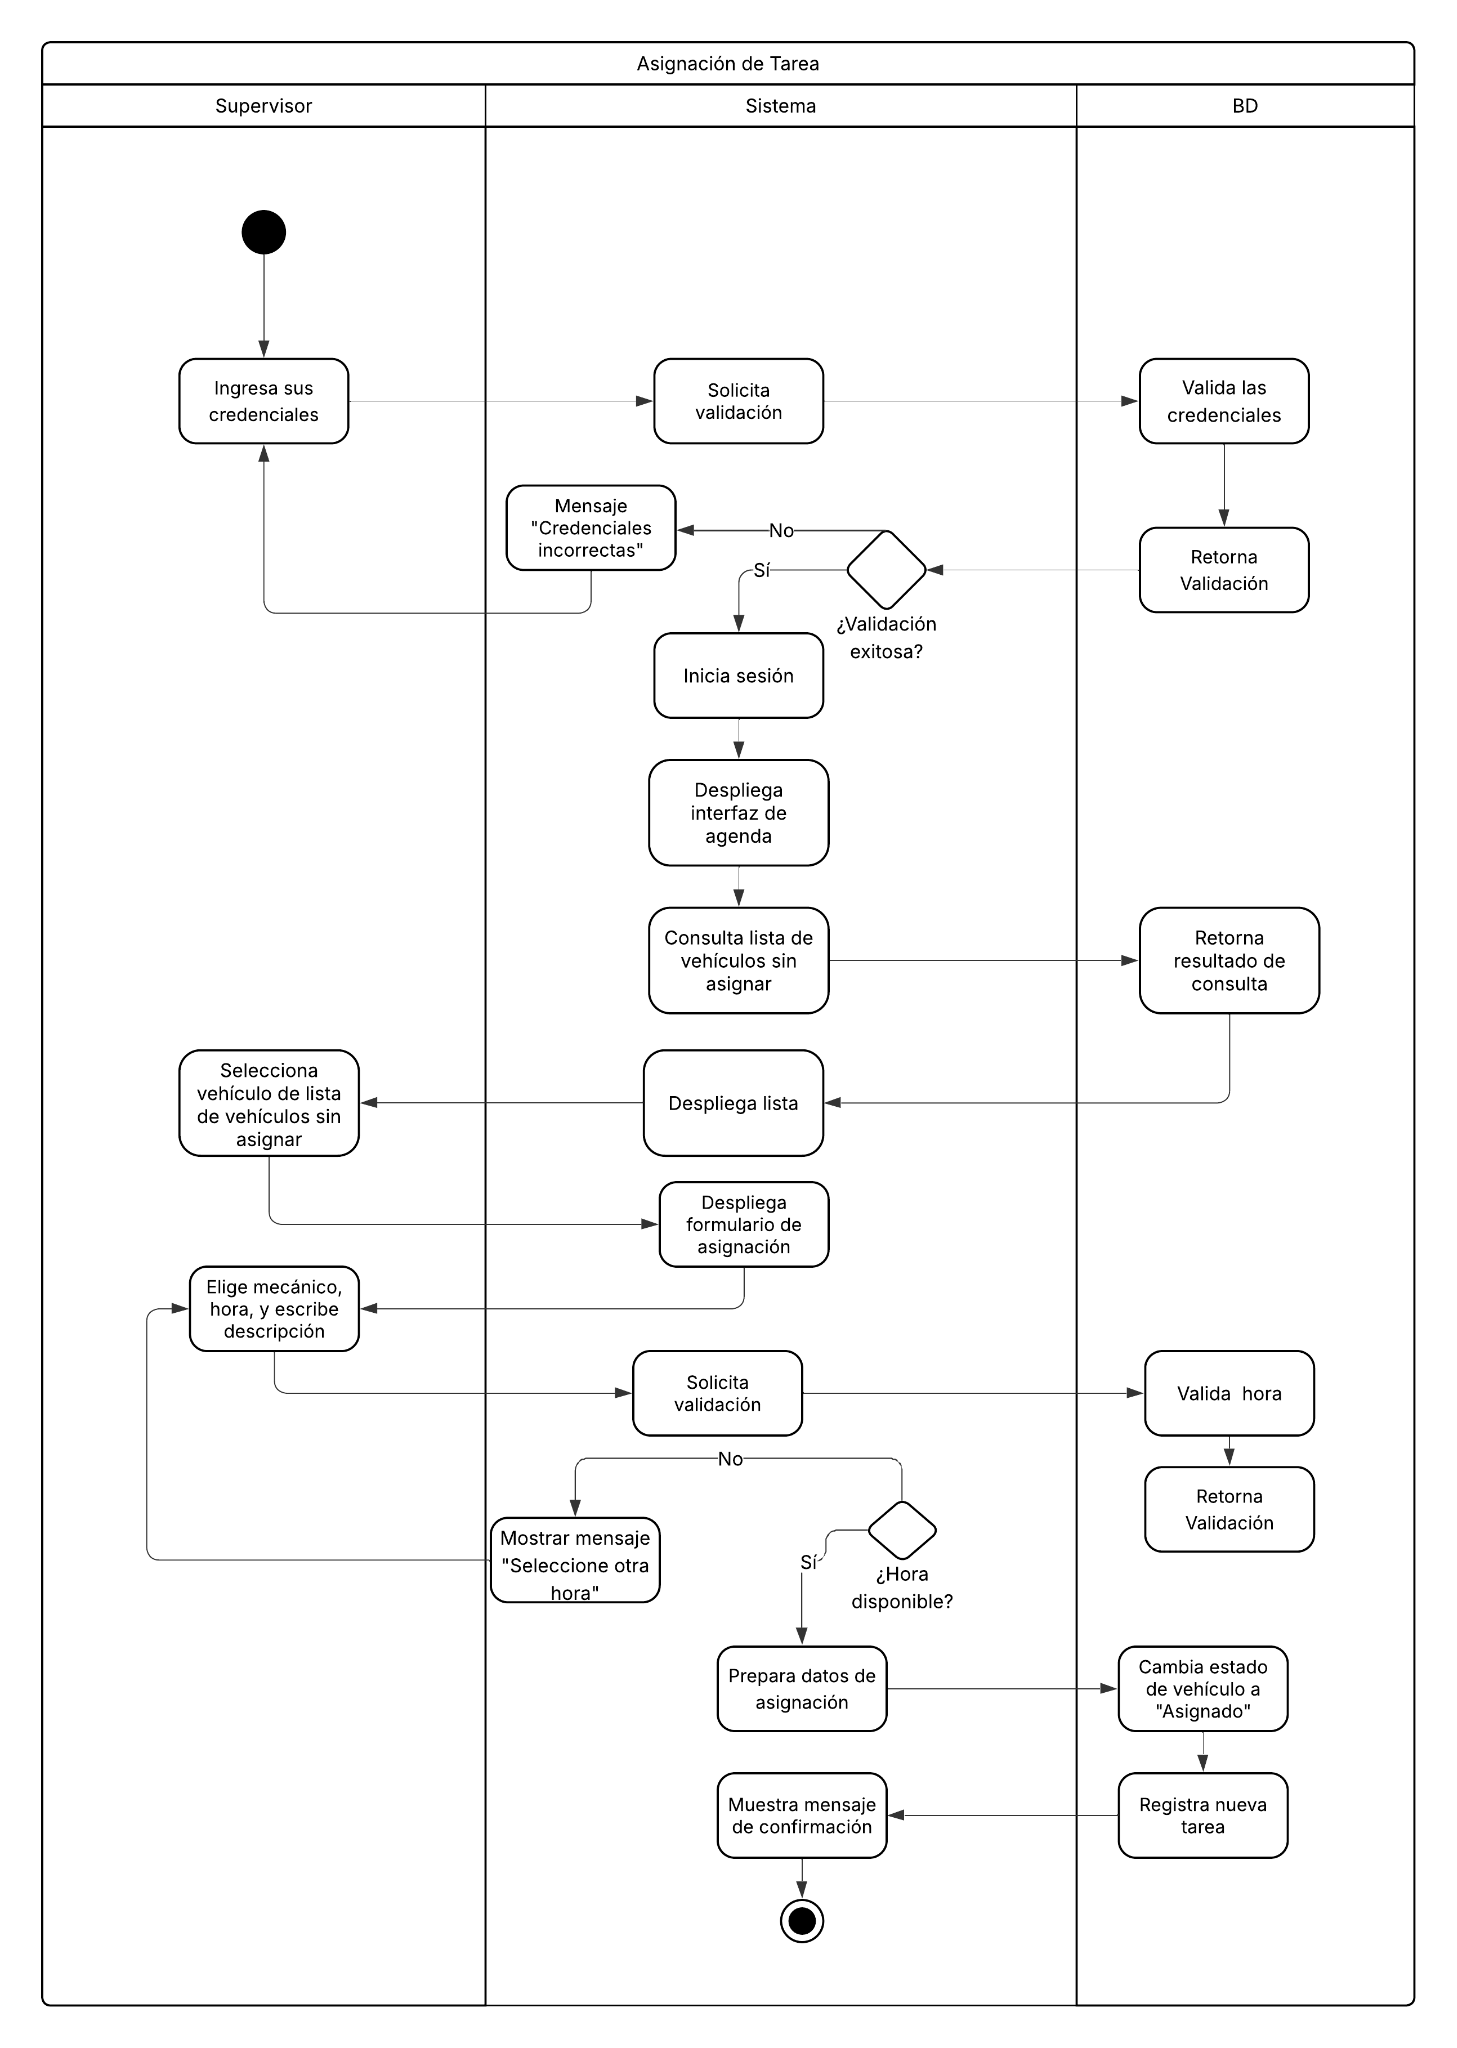 Asignación de Tarea
Supervisor
Sistema
BD
Ingresa sus
credenciales
Solicita
validación
Valida las
credenciales
Mensaje
"Credenciales
incorrectas"
No
Sí
Retorna
Validación
¿Validación
exitosa?
Inicia sesión
Despliega
interfaz de
agenda
Consulta lista de
vehículos sin
asignar
Retorna
resultado de
consulta
Selecciona
vehículo de lista
de vehículos sin
asignar
Despliega lista
Despliega
formulario de
asignación
Elige mecánico,
hora, y escribe
descripción
Solicita
validación
Valida  hora
No
Retorna
Validación
Mostrar mensaje
"Seleccione otra
hora"
Sí
¿Hora
disponible?
Prepara datos de
asignación
Cambia estado
de vehículo a
"Asignado"
Muestra mensaje
de confirmación
Registra nueva
tarea